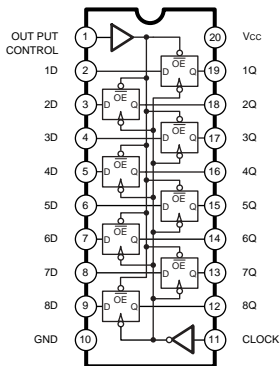 OUT PUT
CONTROL
1 20 Vcc
1D 2 D OE Q 19 1Q
2D 3 D OE Q 18 2Q
3D 4 D OE Q 17 3Q
4D 5 D OE Q 16 4Q
5D 6 D OE Q 15 5Q
6D 7 D OE Q 14 6Q
7D 8 D OE Q 13 7Q
8D 9 D OE Q 12 8Q
GND 10 11 CLOCK